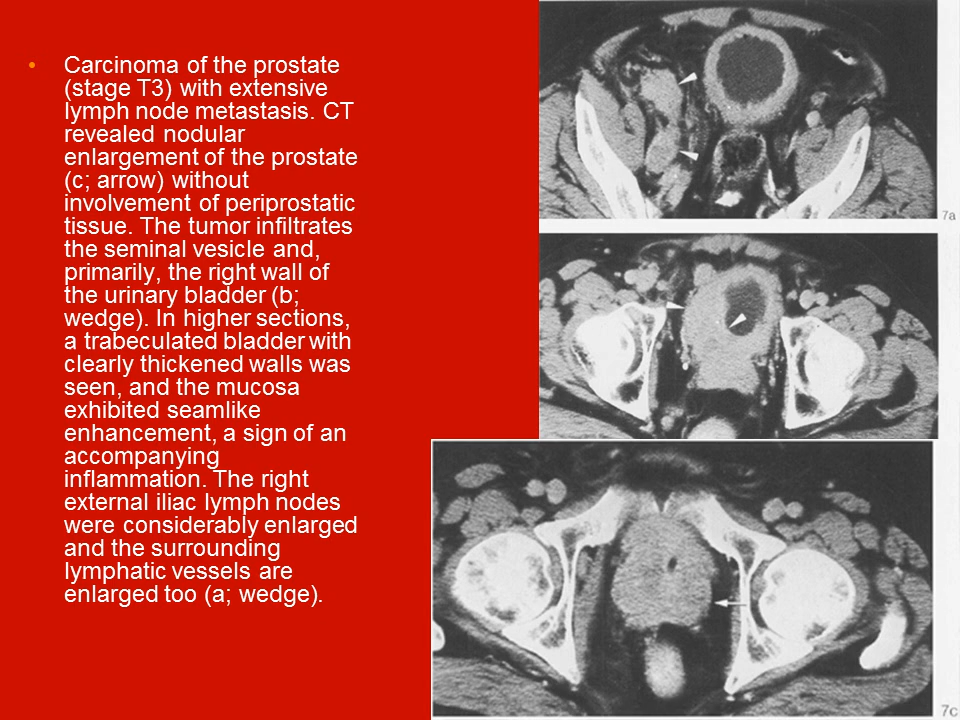 • Carcinoma of the prostate
(stage T3) with extensive
lymph node metastasis. CT
revealed nodular
enlargement of the prostate
(c; arrow) without
involvement of periprostatic
tissue. The tumor infiltrates
the seminal vesicle and,
primarily, the right wall of
the urinary bladder (b;
wedge). In higher sections,
a trabeculated bladder with
clearly thickened walls was
seen, and the mucosa
exhibited seamlike
enhancement, a sign of an
accompanying
inflammation. The right
external iliac lymph nodes
were considerably enlarged
and the surrounding
lymphatic vessels are
enlarged too (a; wedge).
7a
7c